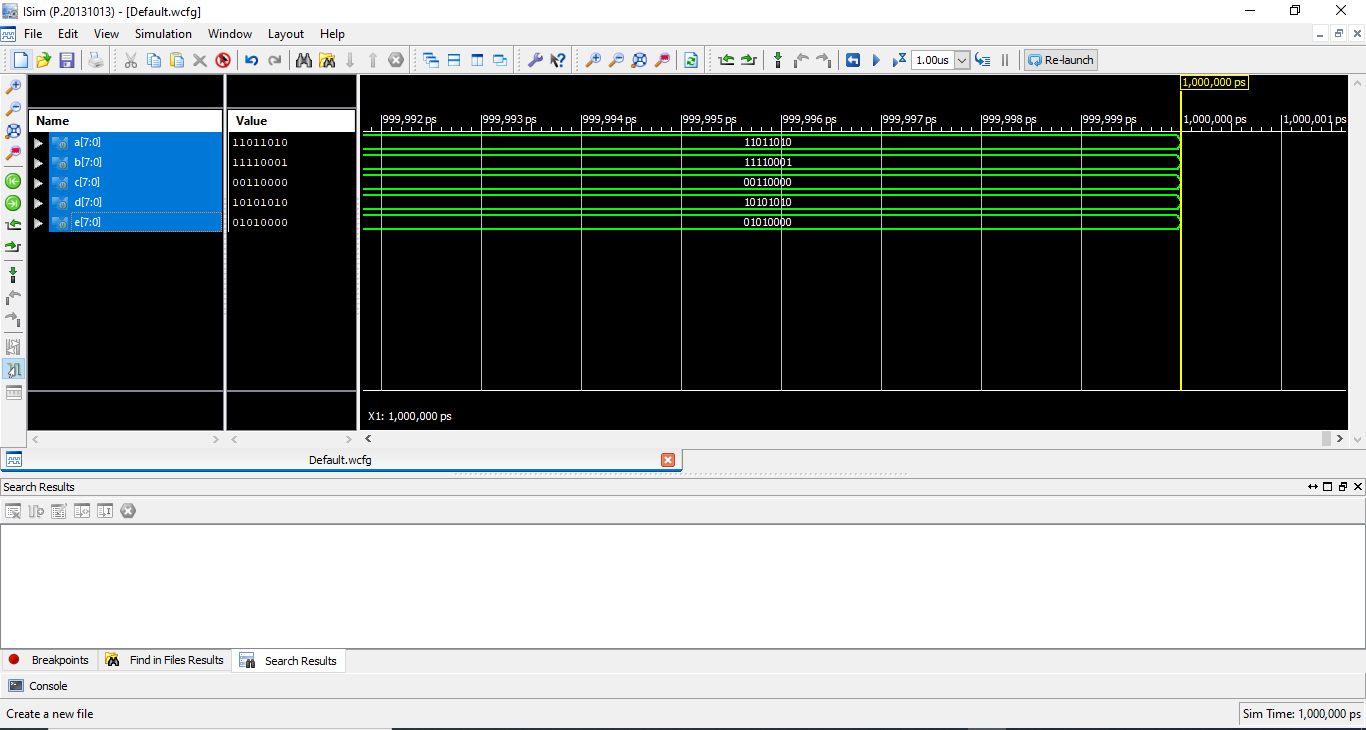 ISim (P.20131013) - [Default.wcfg]
File Edit View Simulation Window Layout Help
1.00us Re-launch
1,000,000 ps
Name Value
999,992 ps 999,993 ps 999,994 ps 999,995 ps 999,996 ps 999,997 ps 999,998 ps 999,999 ps 1,000,000 ps 1,000,001 ps
a[7:0] 11011010 11011010
b[7:0] 11110001 11110001
c[7:0] 00110000 00110000
d[7:0] 10101010 10101010
e[7:0] 01010000 01010000
X1: 1,000,000 ps
Default.wcfg
Search Results
Breakpoints Find in Files Results Search Results
Console
Create a new file Sim Time: 1,000,000 ps